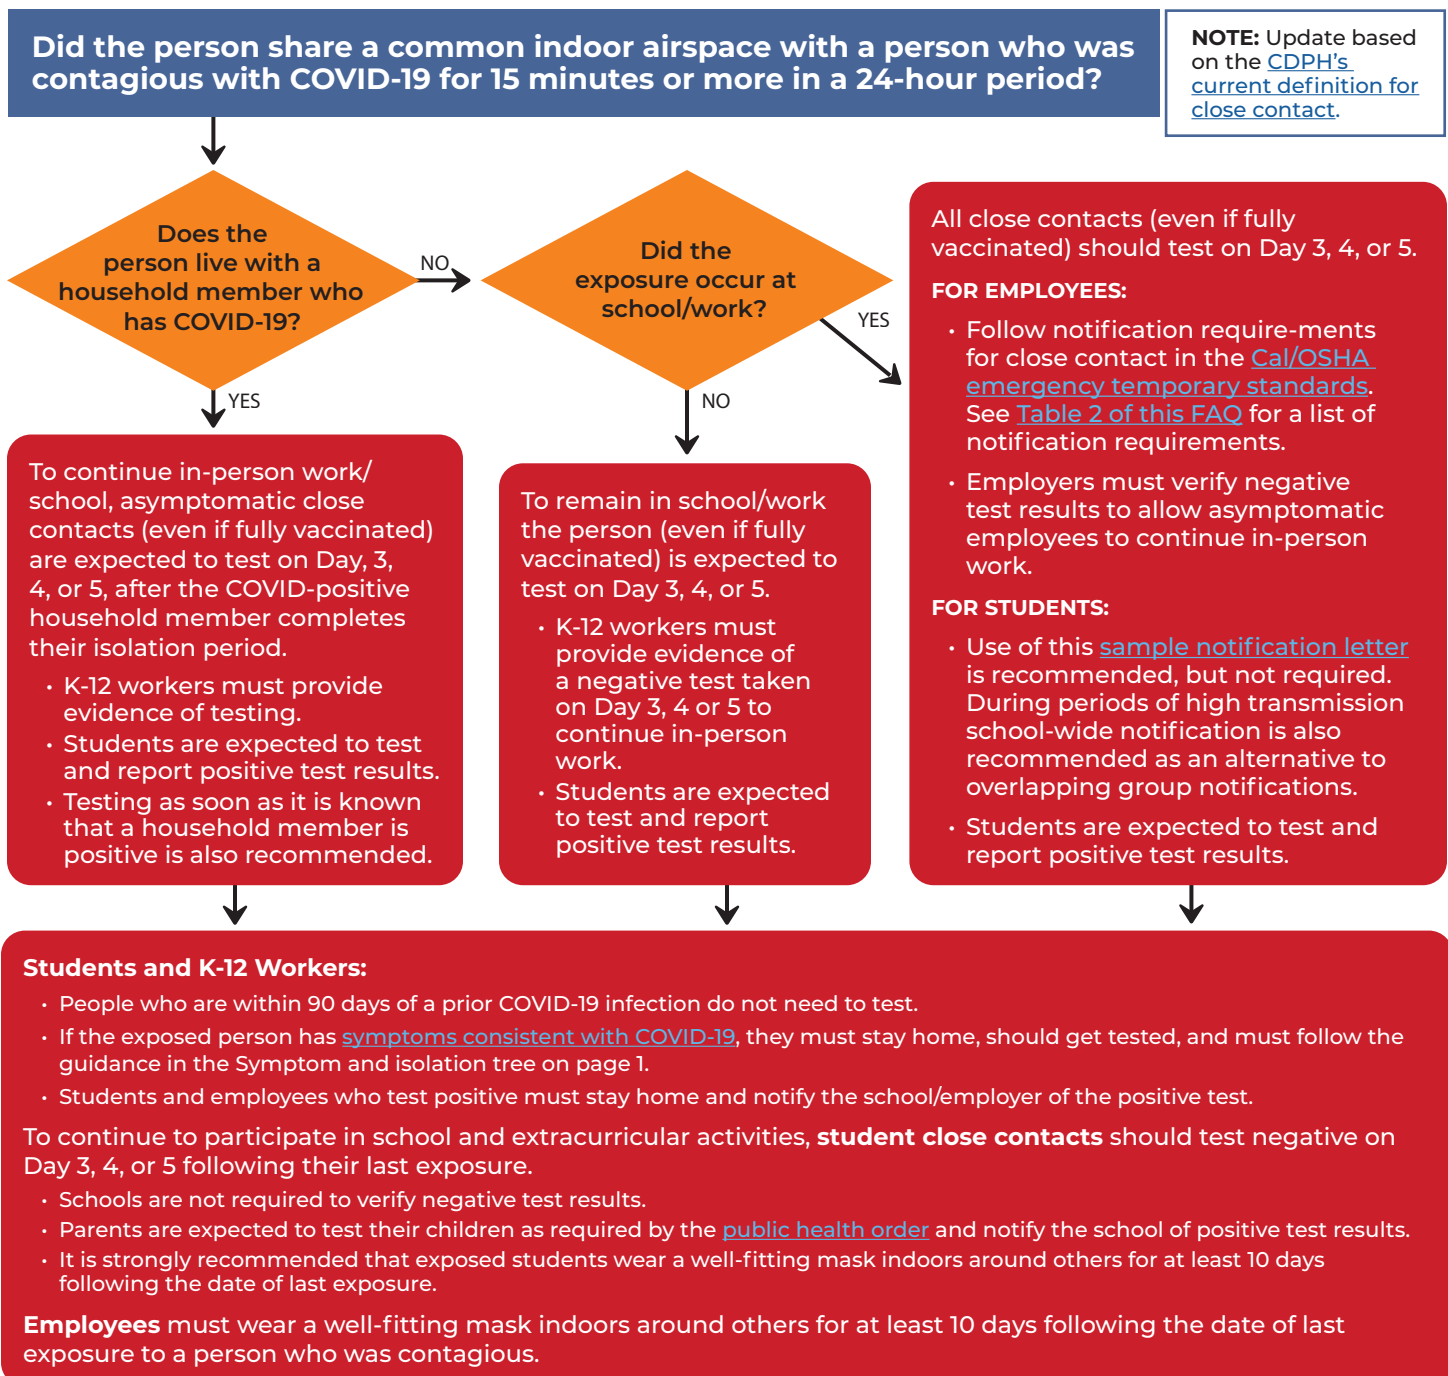 Did the person share a common indoor airspace with a person who was
contagious with COVID-19 for 15 minutes or more in a 24-hour period?
NOTE: Update based
on the CDPH's
current definition for
close contact.
Does the
person live with a
household member who
has COVID-19?
NO
YES
Did the
exposure occur at
school/work?
YES
NO
To continue in-person work/
school, asymptomatic close
contacts (even if fully vaccinated)
are expected to test on Day, 3,
4, or 5, after the COVID-positive
household member completes
their isolation period.
• K-12 workers must provide
evidence of testing.
• Students are expected to test
and report positive test results.
• Testing as soon as it is known
that a household member is
positive is also recommended.
To remain in school/work
the person (even if fully
vaccinated) is expected to
test on Day 3, 4, or 5.
• K-12 workers must
provide evidence of
a negative test taken
on Day 3, 4 or 5 to
continue in-person
work.
• Students are expected
to test and report
positive test results.
All close contacts (even if fully
vaccinated) should test on Day 3, 4, or 5.
FOR EMPLOYEES:
• Follow notification require-ments
for close contact in the Cal/OSHA
emergency temporary standards.
See Table 2 of this FAQ for a list of
notification requirements.
• Employers must verify negative
test results to allow asymptomatic
employees to continue in-person
work.
FOR STUDENTS:
• Use of this sample notification letter
is recommended, but not required.
During periods of high transmission
school-wide notification is also
recommended as an alternative to
overlapping group notifications.
• Students are expected to test and
report positive test results.
Students and K-12 Workers:
• People who are within 90 days of a prior COVID-19 infection do not need to test.
• If the exposed person has symptoms consistent with COVID-19, they must stay home, should get tested, and must follow the
guidance in the Symptom and isolation tree on page 1.
• Students and employees who test positive must stay home and notify the school/employer of the positive test.
To continue to participate in school and extracurricular activities, student close contacts should test negative on
Day 3, 4, or 5 following their last exposure.
• Schools are not required to verify negative test results.
• Parents are expected to test their children as required by the public health order and notify the school of positive test results.
• It is strongly recommended that exposed students wear a well-fitting mask indoors around others for at least 10 days
following the date of last exposure.
Employees must wear a well-fitting mask indoors around others for at least 10 days following the date of last
exposure to a person who was contagious.